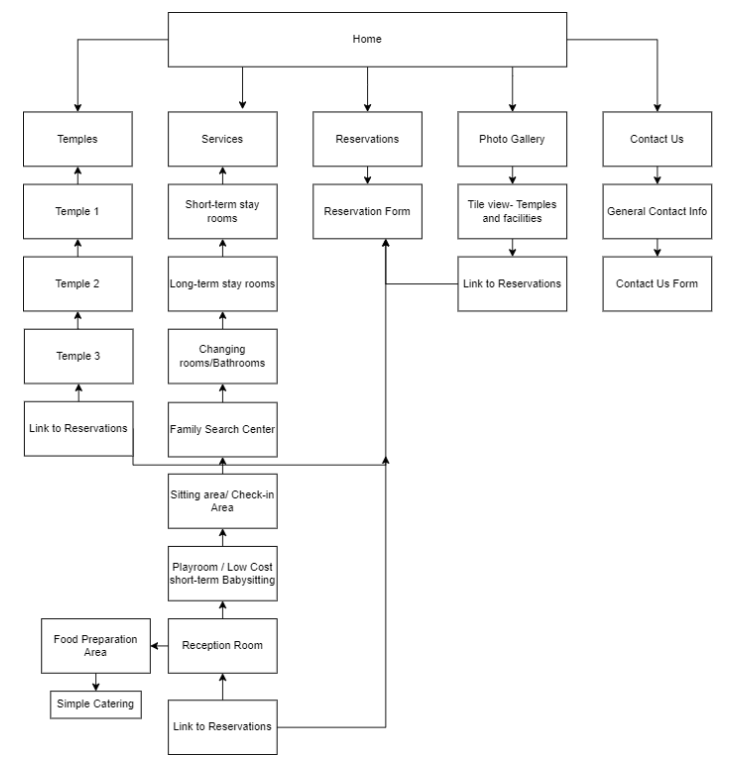 Home
Temples
Services
Reservations
Photo Gallery
Contact Us
Temple 1
Short-term stay
rooms
Reservation Form
Tile view- Temples
and facilities
General Contact Info
Temple 2
Long-term stay rooms
Link to Reservations
Contact Us Form
Temple 3
Changing
rooms/Bathrooms
Link to Reservations
Family Search Center
Sitting area/ Check-in
Area
Playroom / Low Cost
short-term Babysitting
Food Preparation
Area
Reception Room
Simple Catering
Link to Reservations